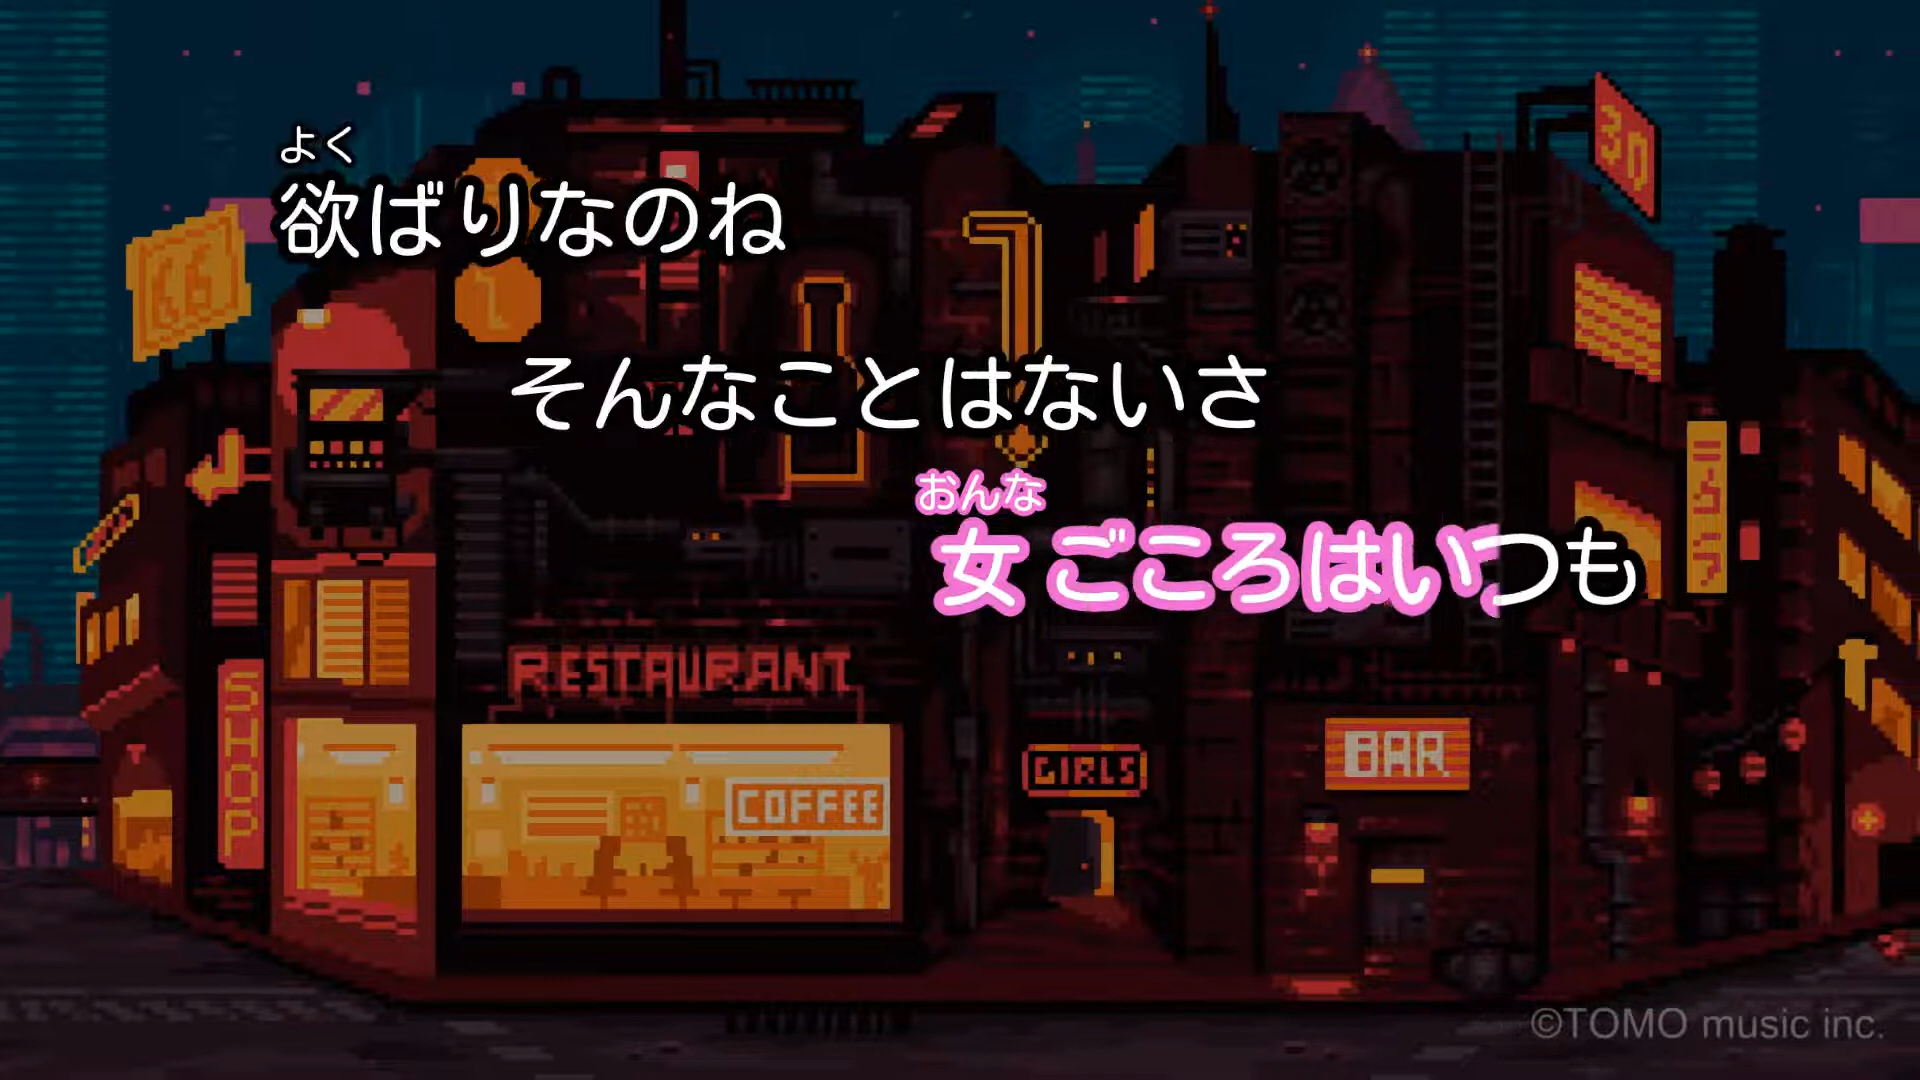 よく
欲ばりなのね
そんなことはないさ
おんな
女ごころはいつも
SHOP
RESTAURANT
COFFEE
GIRLS
BAR
©TOMO music inc.